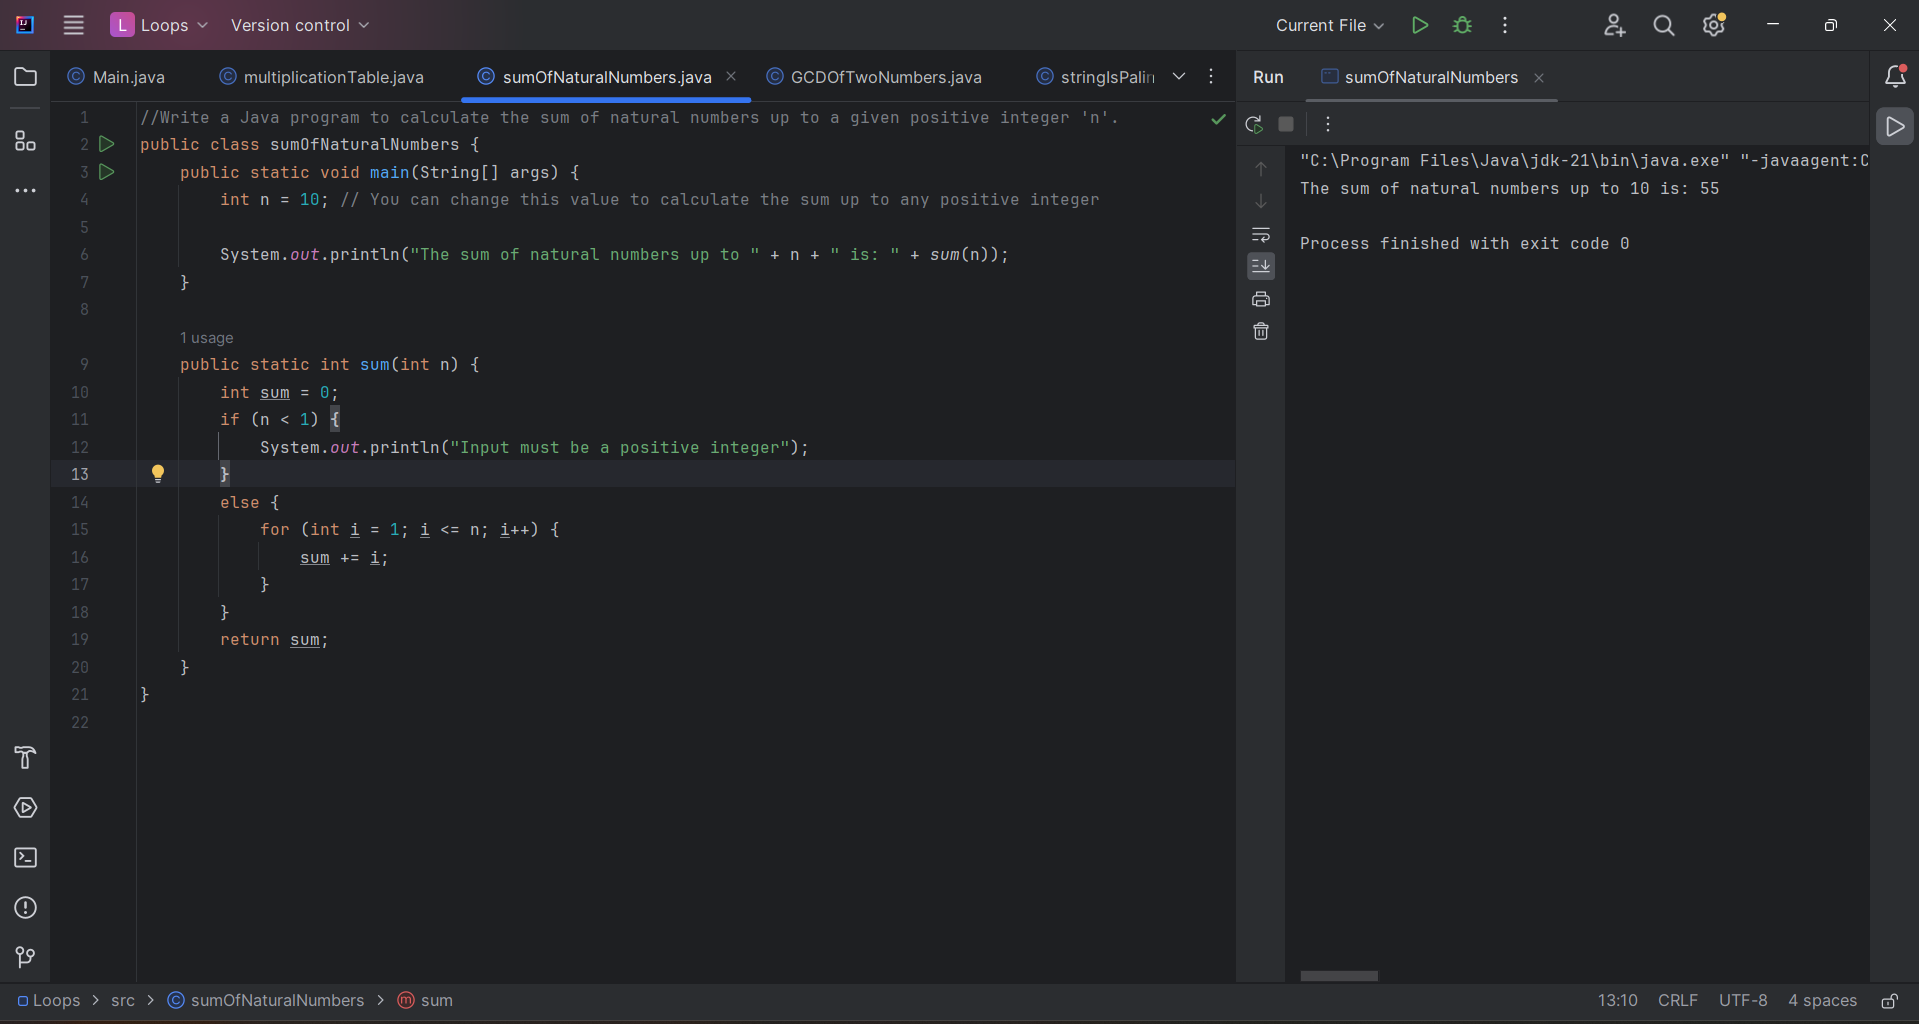 L Loops Version control Current File
Main.java multiplicationTable.java sumOfNaturalNumbers.java GCDOfTwoNumbers.java stringIsPalin
Run sumOfNaturalNumbers
1 //Write a Java program to calculate the sum of natural numbers up to a given positive integer 'n'.
2 public class sumOfNaturalNumbers {
3 public static void main(String[] args) {
4 int n = 10; // You can change this value to calculate the sum up to any positive integer
5
6 System.out.println("The sum of natural numbers up to " + n + " is: " + sum(n));
7 }
8
1 usage
9 public static int sum(int n) {
10 int sum = 0;
11 if (n < 1) {
12 System.out.println("Input must be a positive integer");
13 }
14 else {
15 for (int i = 1; i <= n; i++) {
16 sum += i;
17 }
18 }
19 return sum;
20 }
21 }
22
"C:\Program Files\Java\jdk-21\bin\java.exe" "-javaagent:C
The sum of natural numbers up to 10 is: 55
Process finished with exit code 0
Loops > src > sumOfNaturalNumbers > m sum
13:10 CRLF UTF-8 4 spaces